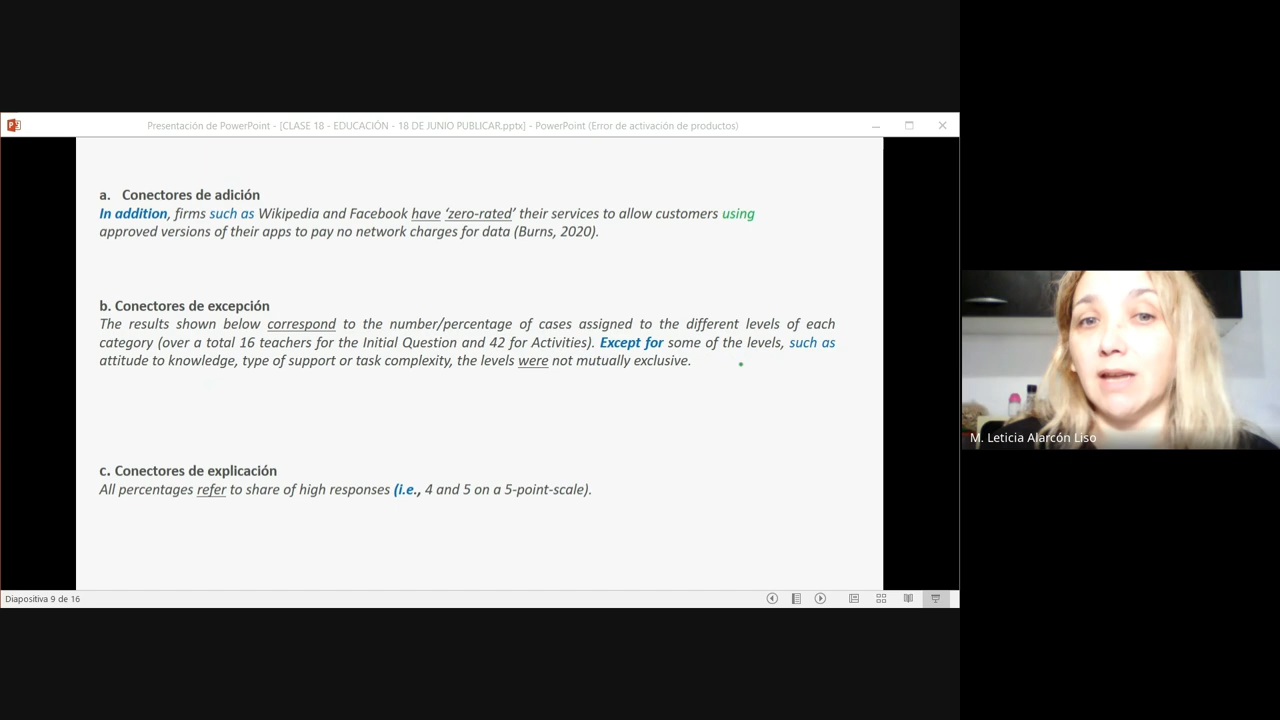 Presentación de PowerPoint - [CLASE 18 - EDUCACIÓN - 18 DE JUNIO PUBLICAR.pptx] - PowerPoint (Error de activación de productos)
a. Conectores de adición
In addition, firms such as Wikipedia and Facebook have ‘zero-rated’ their services to allow customers using
approved versions of their apps to pay no network charges for data (Burns, 2020).
b. Conectores de excepción
The results shown below correspond to the number/percentage of cases assigned to the different levels of each
category (over a total 16 teachers for the Initial Question and 42 for Activities). Except for some of the levels, such as
attitude to knowledge, type of support or task complexity, the levels were not mutually exclusive.
c. Conectores de explicación
All percentages refer to share of high responses (i.e., 4 and 5 on a 5-point-scale).
Diapositiva 9 de 16
M. Leticia Alarcón Liso